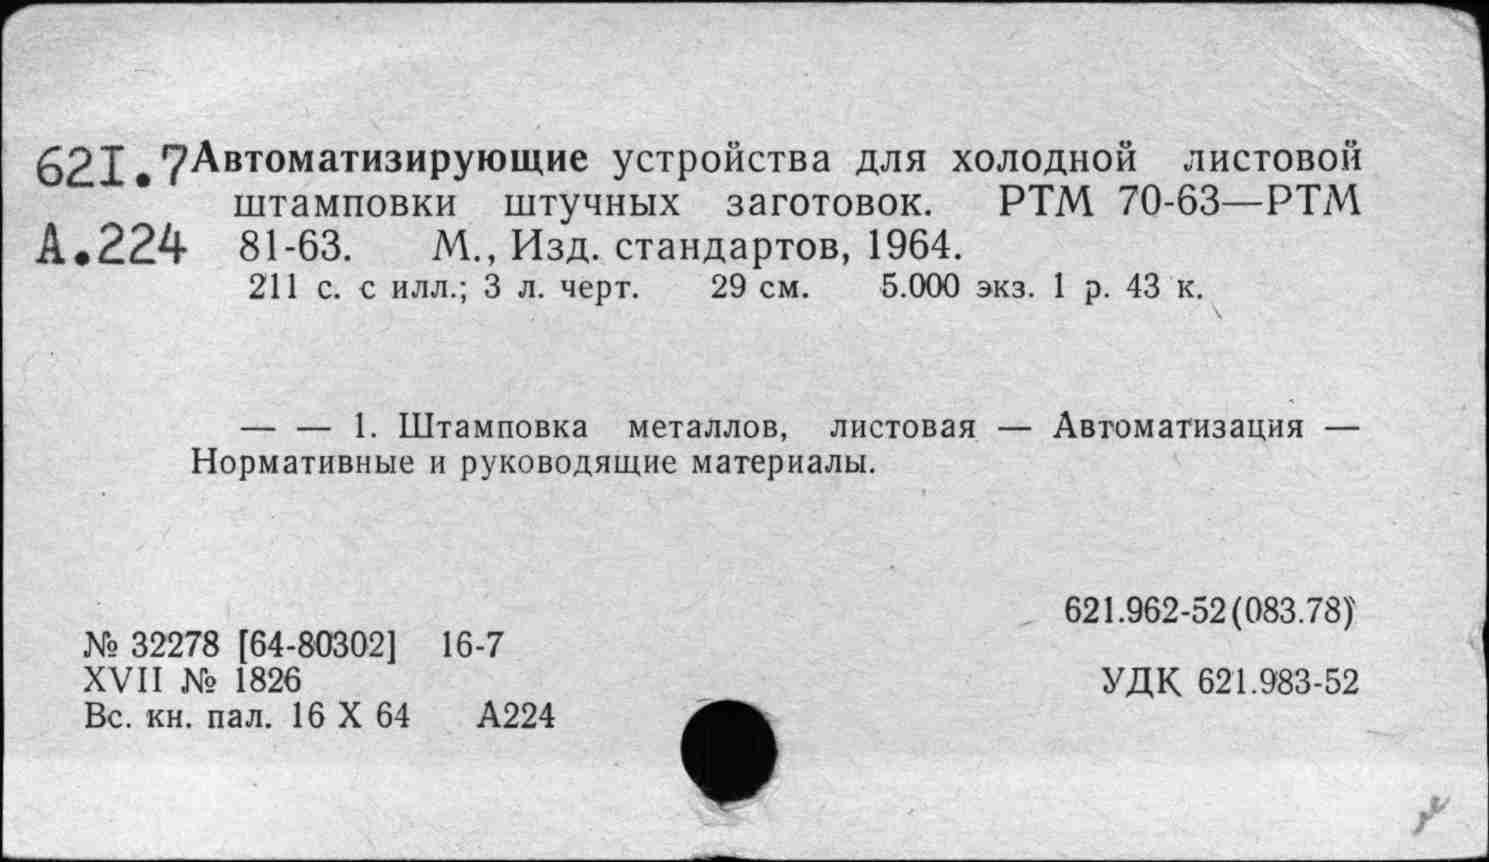 621.7 Автоматизирующие устройства для холодной листовой
штамповки штучных заготовок. РТМ 70-63—РТМ
А.224 81-63. М., Изд. стандартов, 1964.
211 с. с илл.; 3 л. черт. 29 см. 5.000 экз. 1 р. 43 к.
— — 1. Штамповка металлов, листовая — Автоматизация —
Нормативные и руководящие материалы.
621.962-52(083.78)
№ 32278 [64-80302] 16-7
XVII № 1826
УДК 621.983-52
Вс. кн. пал. 16 X 64 А224